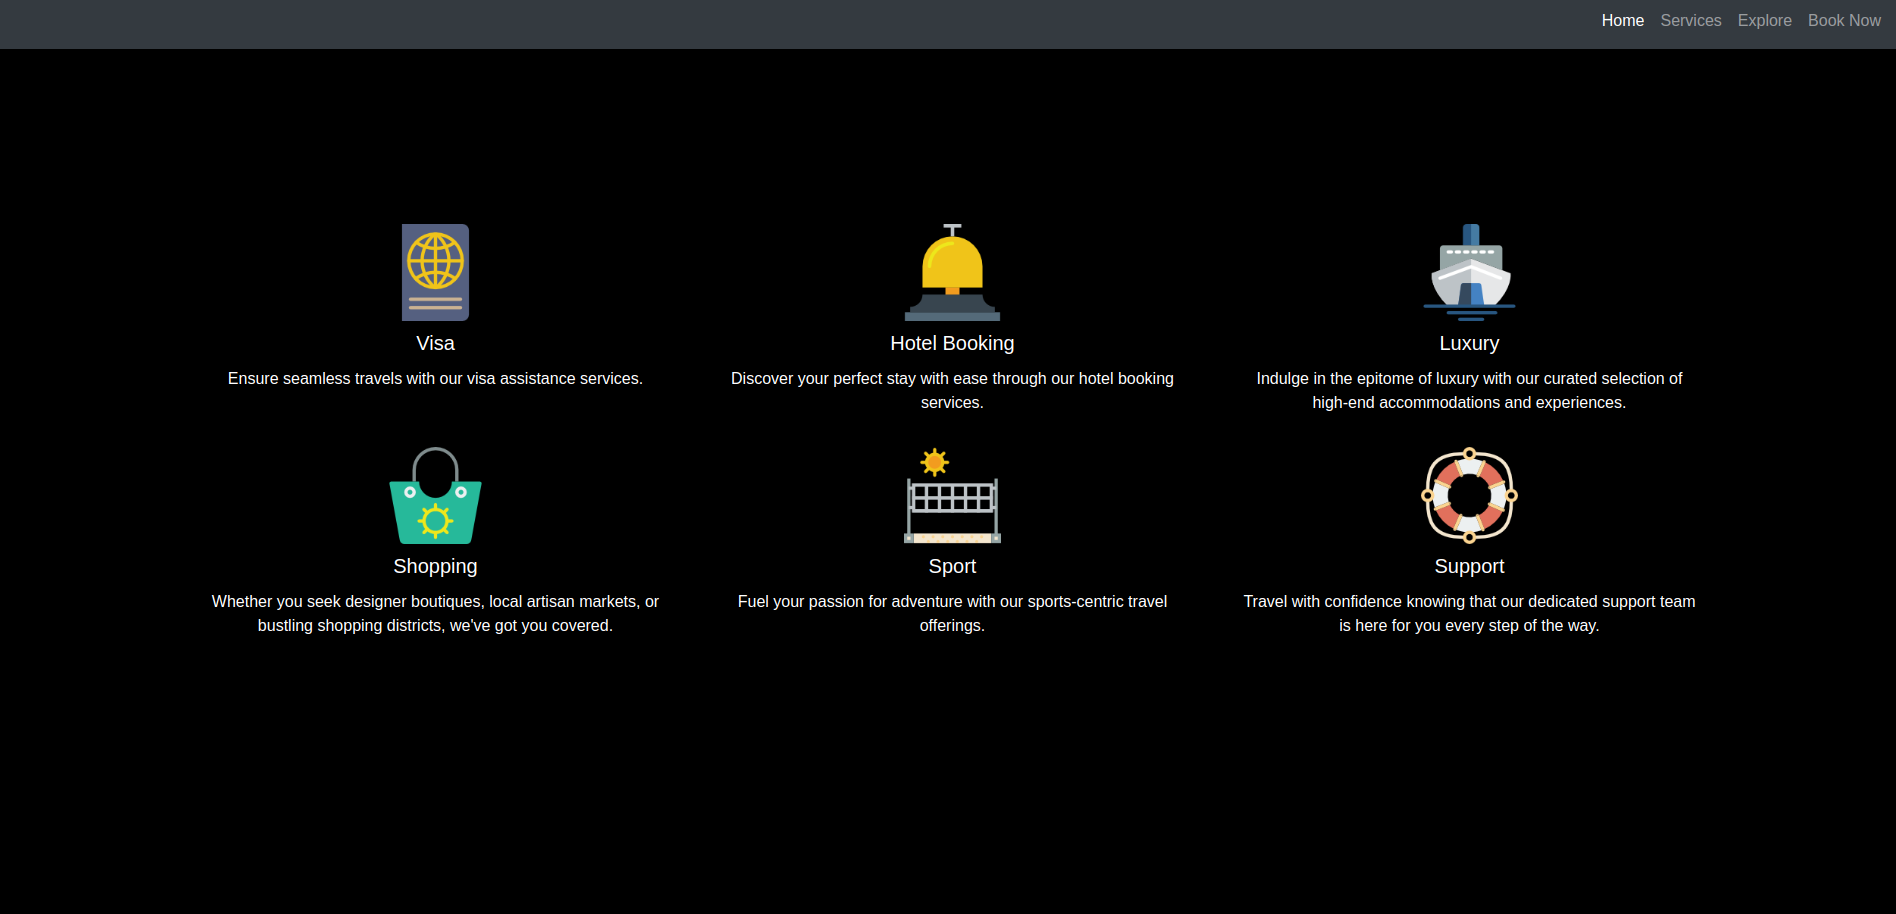 Home Services Explore Book Now
Visa
Ensure seamless travels with our visa assistance services.
Hotel Booking
Discover your perfect stay with ease through our hotel booking
services.
Luxury
Indulge in the epitome of luxury with our curated selection of
high-end accommodations and experiences.
Shopping
Whether you seek designer boutiques, local artisan markets, or
bustling shopping districts, we've got you covered.
Sport
Fuel your passion for adventure with our sports-centric travel
offerings.
Support
Travel with confidence knowing that our dedicated support team
is here for you every step of the way.